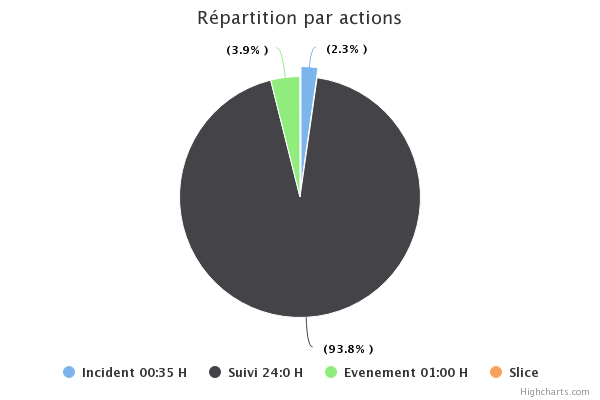 Répartition par actions
(3.9% )
(2.3% )
(93.8% )
Incident 00:35 H
Suivi 24:0 H
Evenement 01:00 H
Slice
Highcharts.com